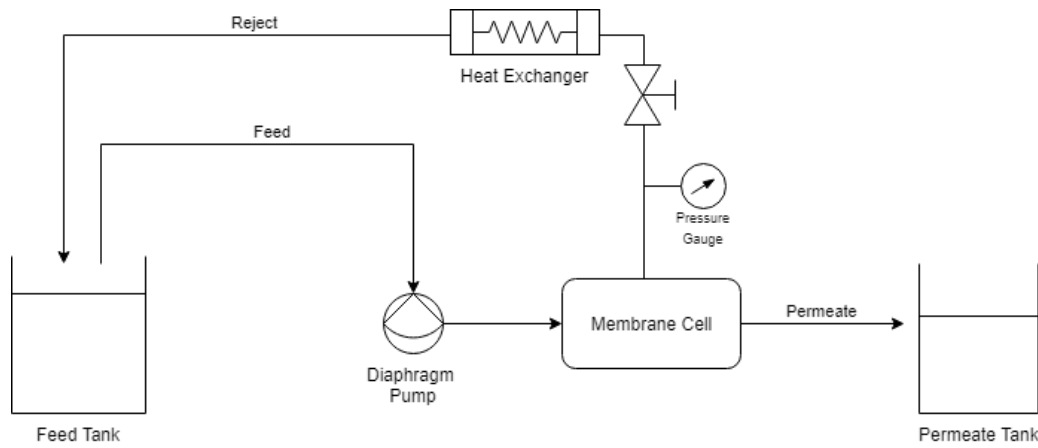 Reject
Heat Exchanger
Feed
Pressure
Gauge
Membrane Cell
Permeate
Diaphragm
Pump
Feed Tank
Permeate Tank